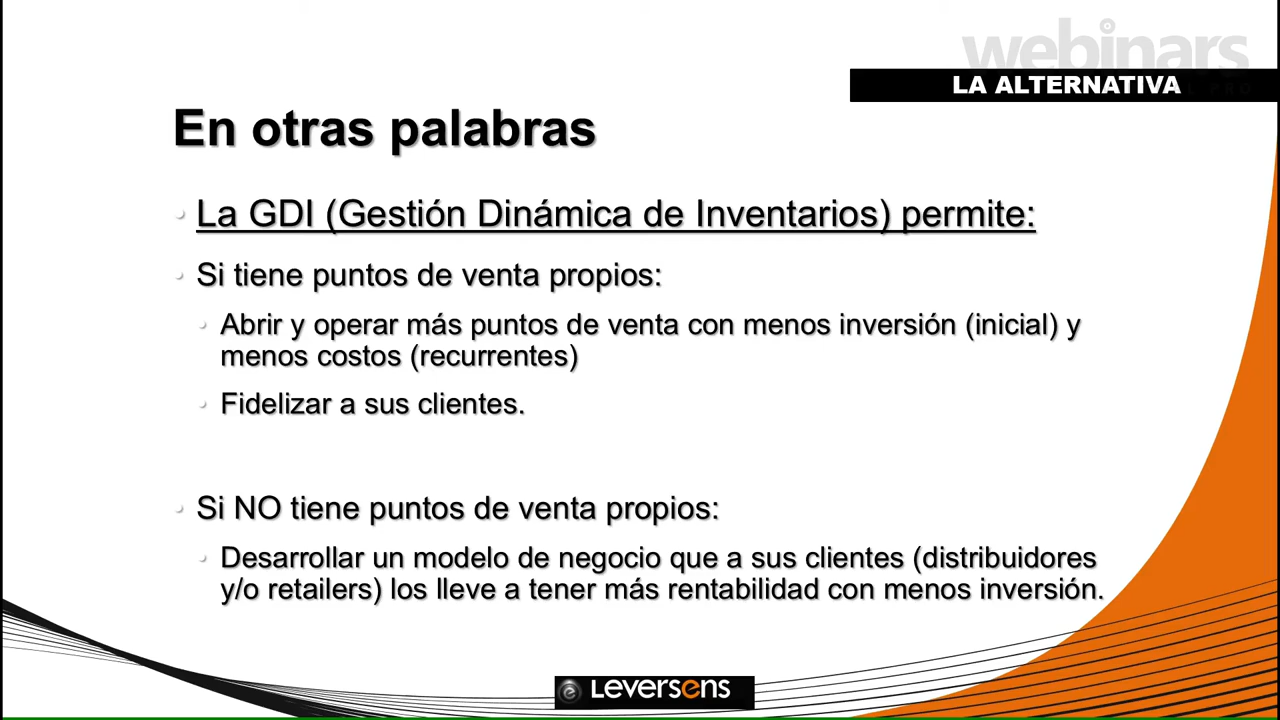 webinars
LA ALTERNATIVA
PRO
En otras palabras
La GDI (Gestión Dinámica de Inventarios) permite:
Si tiene puntos de venta propios:
Abrir y operar más puntos de venta con menos inversión (inicial) y
menos costos (recurrentes)
Fidelizar a sus clientes.
Si NO tiene puntos de venta propios:
Desarrollar un modelo de negocio que a sus clientes (distribuidores
y/o retailers) los lleve a tener más rentabilidad con menos inversión.
e LEVERSeNS